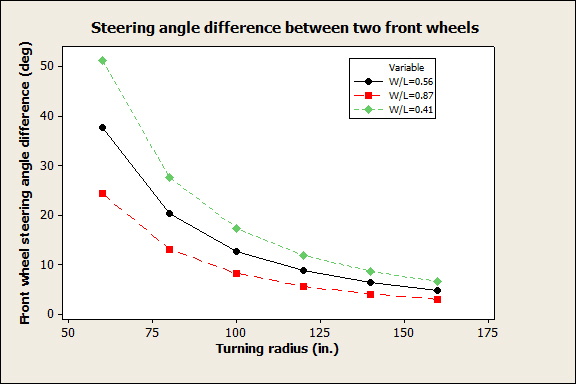 Steering angle difference between two front wheels
Front wheel steering angle difference (deg)
50
40
30
20
10
0
Variable
W/L=0.56
W/L=0.87
W/L=0.41
50 75 100 125 150 175
Turning radius (in.)